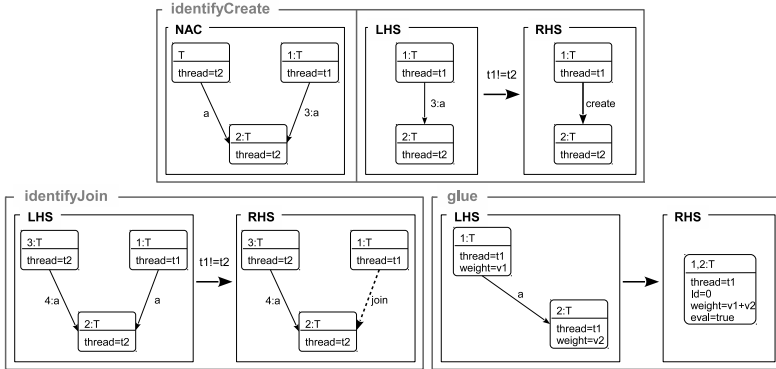 identifyCreate
NAC
T
thread=t2
1:T
thread=t1
a
3:a
2:T
thread=t2
LHS
1:T
thread=t1
3:a
2:T
thread=t2
t1!=t2
RHS
1:T
thread=t1
create
2:T
thread=t2
identifyJoin
LHS
3:T
thread=t2
1:T
thread=t1
4:a
a
2:T
thread=t2
t1!=t2
RHS
3:T
thread=t2
1:T
thread=t1
4:a
join
2:T
thread=t2
glue
LHS
1:T
thread=t1
weight=v1
a
2:T
thread=t1
weight=v2
RHS
1,2:T
thread=t1
Id=0
weight=v1+v2
eval=true